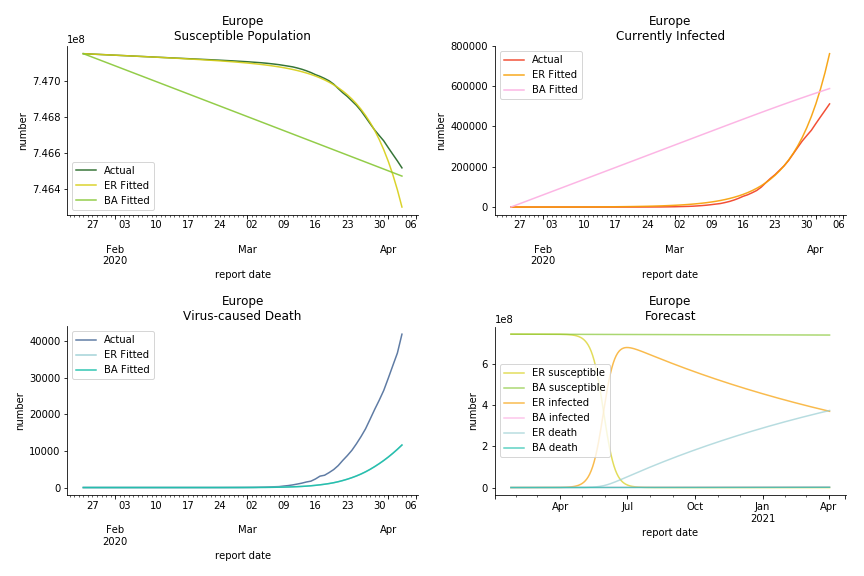 Europe
Susceptible Population
1e8
7.470
7.468
7.466
7.464
number
Actual
ER Fitted
BA Fitted
27 03 10 17 24 02 09 16 23 30 06
Feb Mar Apr
2020
report date
Europe
Currently Infected
800000
600000
400000
200000
0
number
Actual
ER Fitted
BA Fitted
27 03 10 17 24 02 09 16 23 30 06
Feb Mar Apr
2020
report date
Europe
Virus-caused Death
40000
30000
20000
10000
0
number
Actual
ER Fitted
BA Fitted
27 03 10 17 24 02 09 16 23 30 06
Feb Mar Apr
2020
report date
Europe
Forecast
1e8
6
4
2
0
number
ER susceptible
BA susceptible
ER infected
BA infected
ER death
BA death
Apr Jul Oct Jan Apr
2021
report date